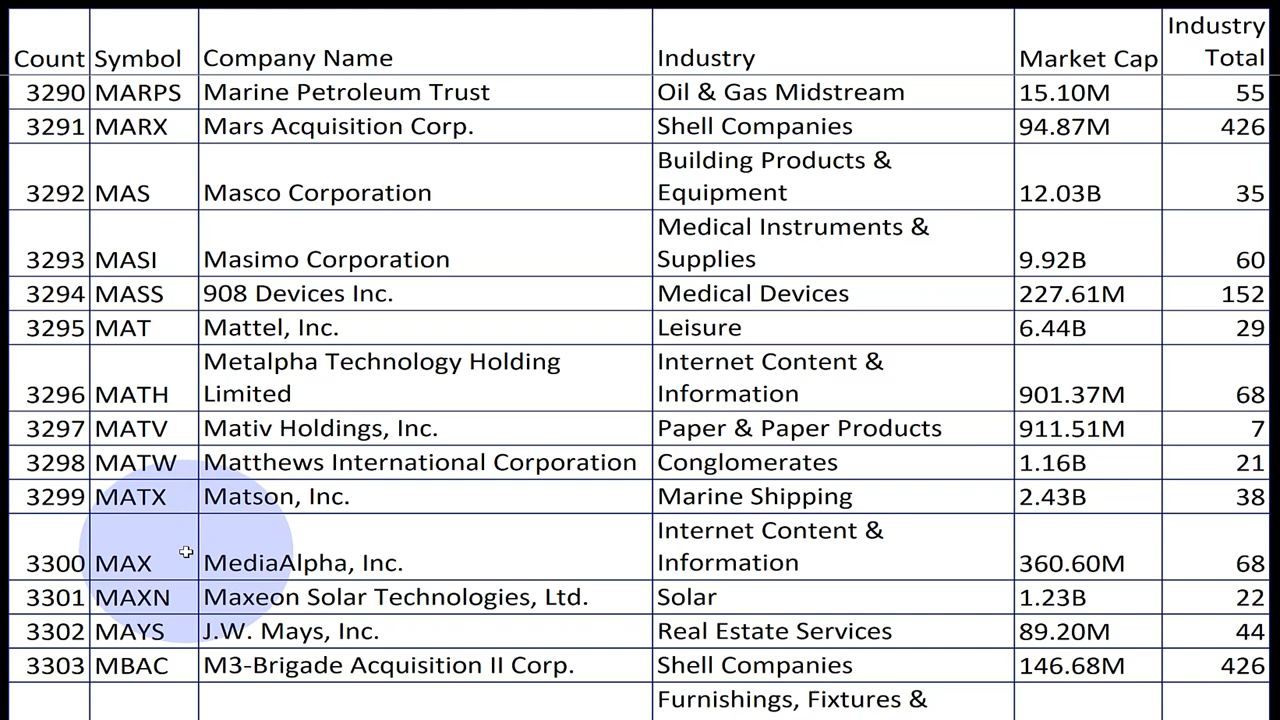 Count Symbol Company Name Industry Market Cap Industry Total
3290 MARPS Marine Petroleum Trust Oil & Gas Midstream 15.10M 55
3291 MARX Mars Acquisition Corp. Shell Companies 94.87M 426
3292 MAS Masco Corporation Building Products & Equipment 12.03B 35
3293 MASI Masimo Corporation Medical Instruments & Supplies 9.92B 60
3294 MASS 908 Devices Inc. Medical Devices 227.61M 152
3295 MAT Mattel, Inc. Leisure 6.44B 29
3296 MATH Metalpha Technology Holding Limited Internet Content & Information 901.37M 68
3297 MATV Mativ Holdings, Inc. Paper & Paper Products 911.51M 7
3298 MATW Matthews International Corporation Conglomerates 1.16B 21
3299 MATX Matson, Inc. Marine Shipping 2.43B 38
3300 MAX MediaAlpha, Inc. Internet Content & Information 360.60M 68
3301 MAXN Maxeon Solar Technologies, Ltd. Solar 1.23B 22
3302 MAYS J.W. Mays, Inc. Real Estate Services 89.20M 44
3303 MBAC M3-Brigade Acquisition II Corp. Shell Companies 146.68M 426
Furnishings, Fixtures &